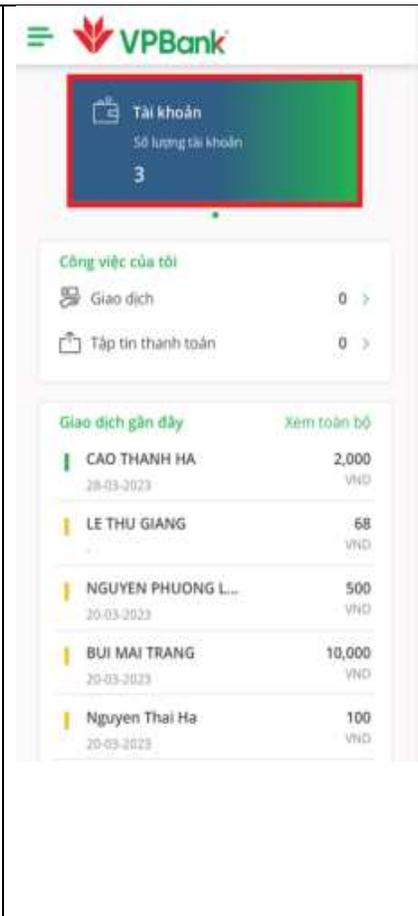 VPBank
Tài khoản
Số lượng tài khoản
3
Công việc của tôi
Giao dịch 0
Tập tin thanh toán 0
Giao dịch gần đây Xem toàn bộ
CAO THANH HA 2,000
28-03-2023 VND
LE THU GIANG 68
- VND
NGUYEN PHUONG L... 500
20-03-2023 VND
BUI MAI TRANG 10,000
20-03-2023 VND
Nguyen Thai Ha 100
20-03-2023 VND